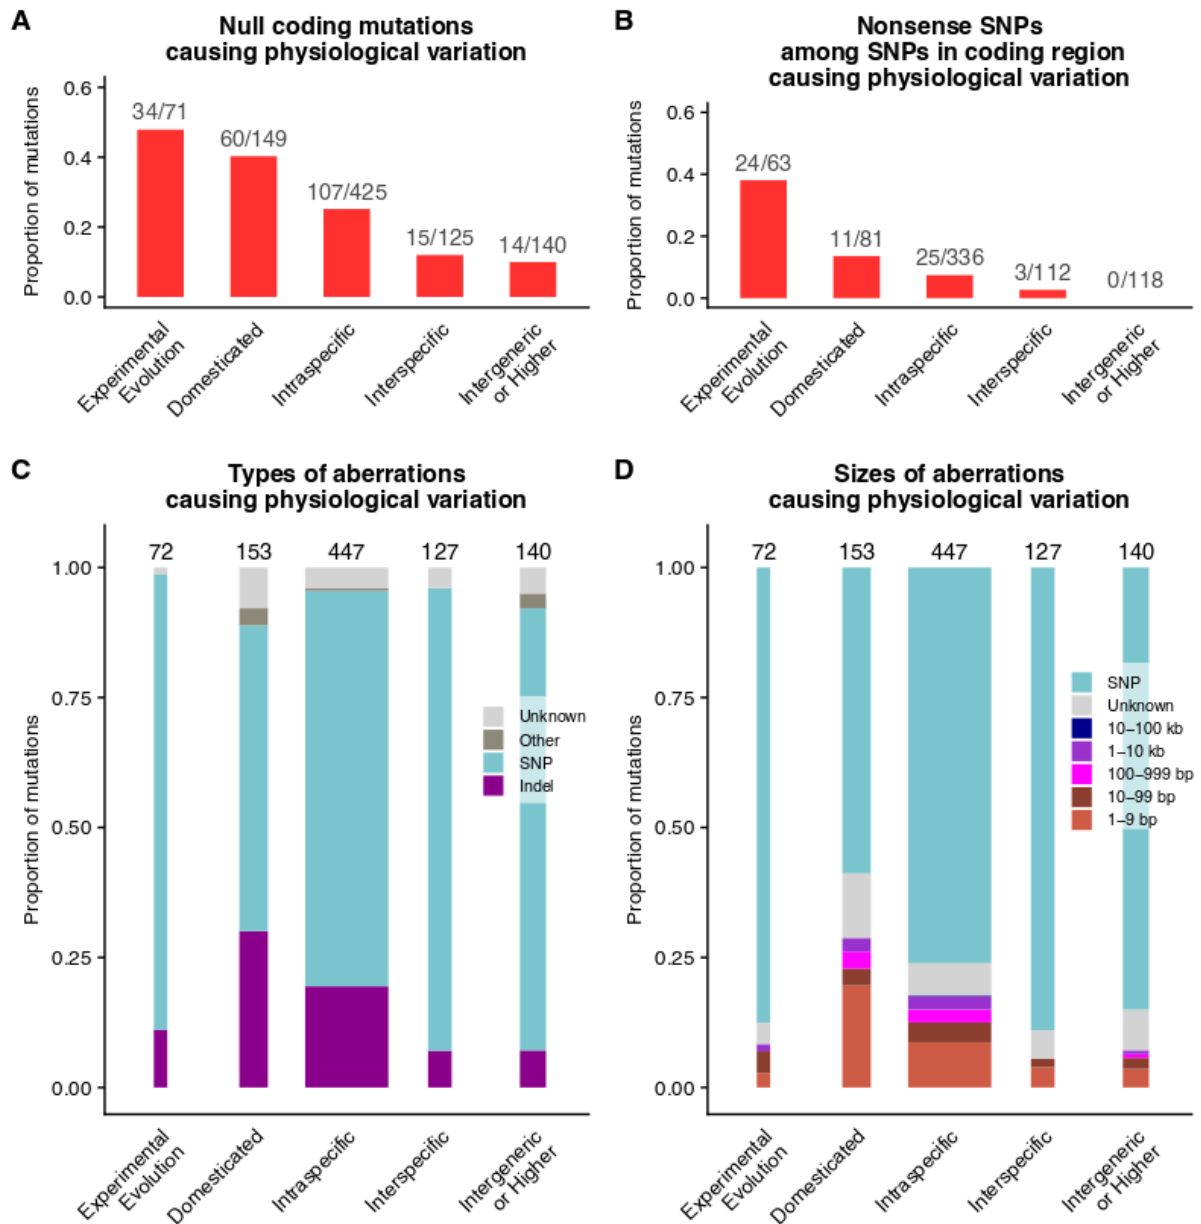 A
Null coding mutations
causing physiological variation
Proportion of mutations
0.6
0.4
0.2
0.0
34/71
60/149
107/425
15/125
14/140
Experimental
Evolution
Domesticated
Intraspecific
Interspecific
Intergeneric
or Higher
B
Nonsense SNPs
among SNPs in coding region
causing physiological variation
Proportion of mutations
0.6
0.4
0.2
0.0
24/63
11/81
25/336
3/112
0/118
Experimental
Evolution
Domesticated
Intraspecific
Interspecific
Intergeneric
or Higher
C
Types of aberrations
causing physiological variation
Proportion of mutations
1.00
0.75
0.50
0.25
0.00
72
153
447
127
140
Unknown
Other
SNP
Indel
Experimental
Evolution
Domesticated
Intraspecific
Interspecific
Intergeneric
or Higher
D
Sizes of aberrations
causing physiological variation
Proportion of mutations
1.00
0.75
0.50
0.25
0.00
72
153
447
127
140
SNP
Unknown
10–100 kb
1–10 kb
100–999 bp
10–99 bp
1–9 bp
Experimental
Evolution
Domesticated
Intraspecific
Interspecific
Intergeneric
or Higher